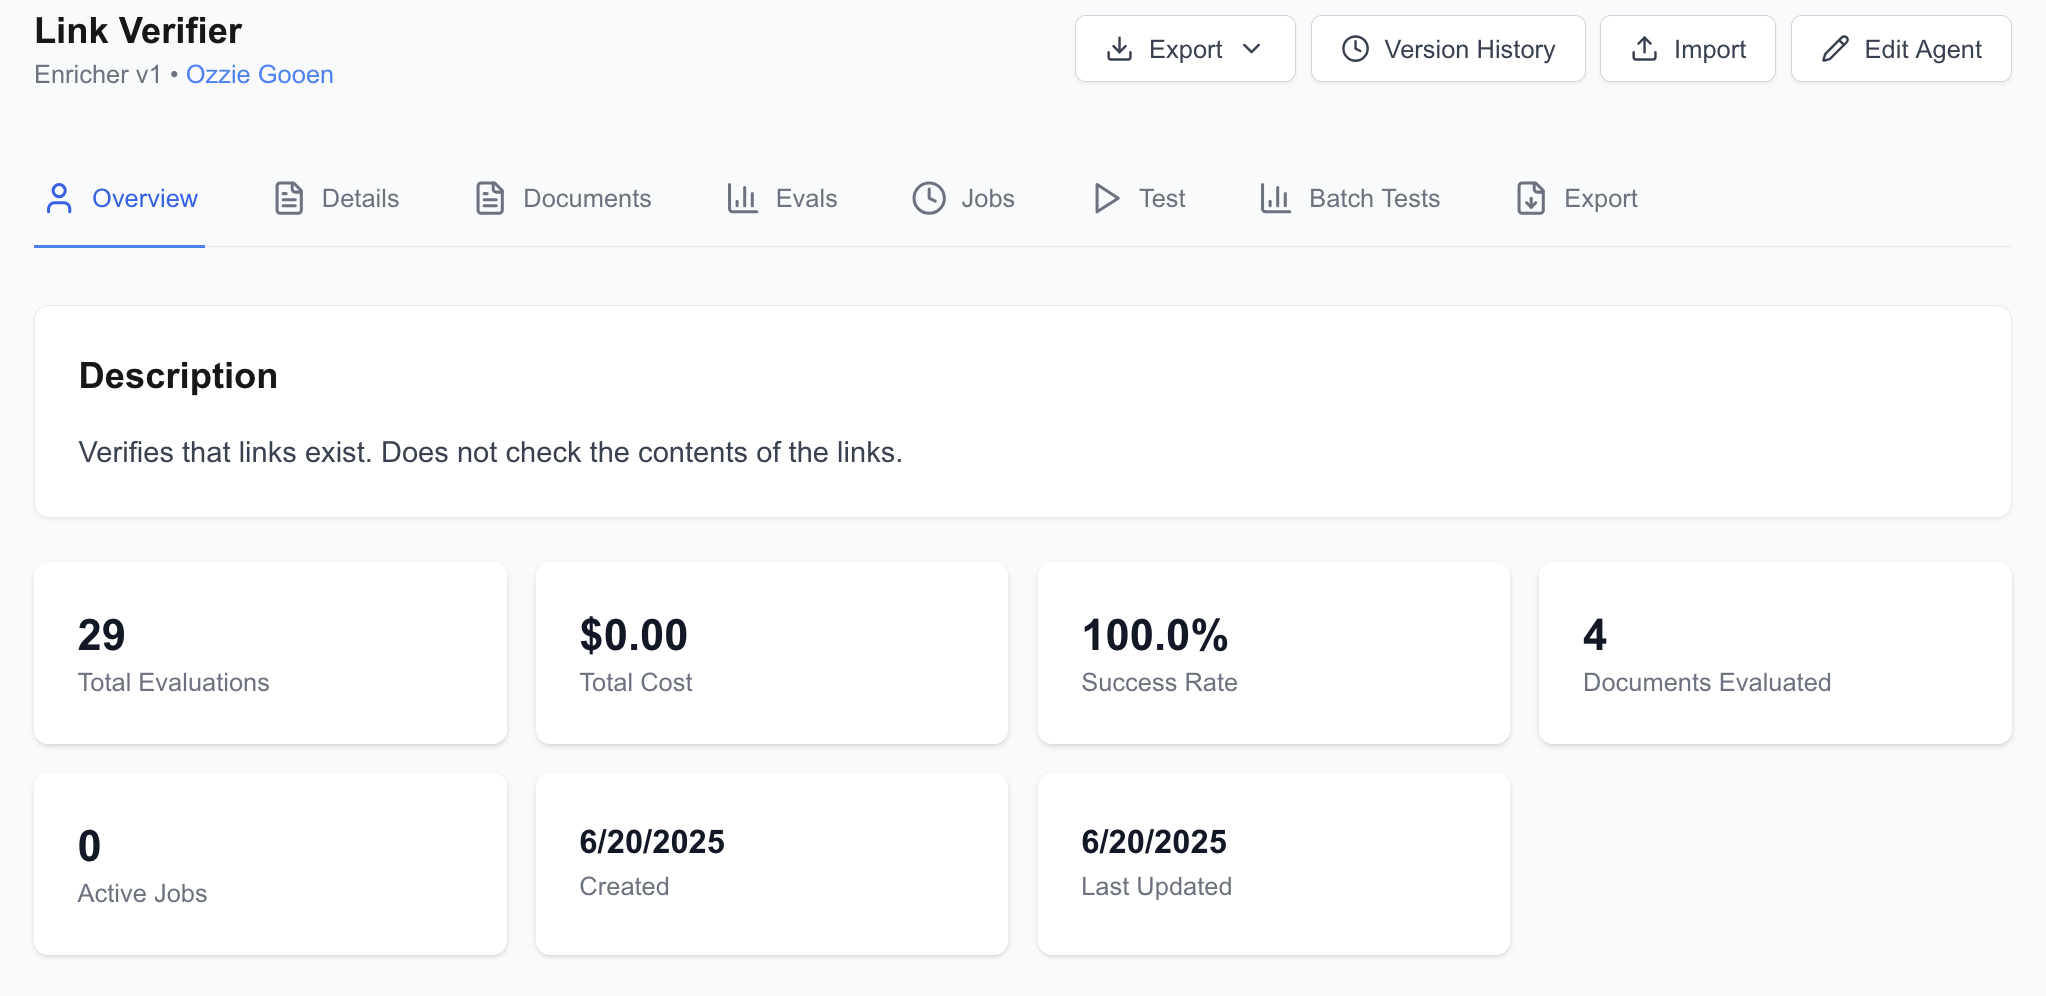 Link Verifier
Enricher v1 • Ozzie Gooen
Export
Version History
Import
Edit Agent
Overview
Details
Documents
Evals
Jobs
Test
Batch Tests
Export
Description
Verifies that links exist. Does not check the contents of the links.
29
Total Evaluations
$0.00
Total Cost
100.0%
Success Rate
4
Documents Evaluated
0
Active Jobs
6/20/2025
Created
6/20/2025
Last Updated